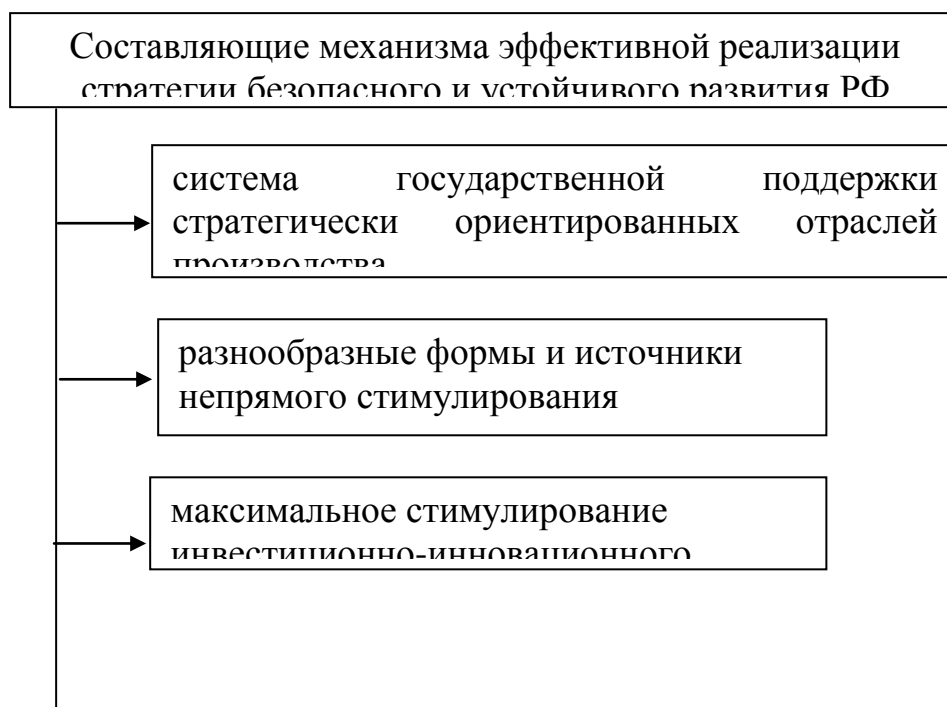 Составляющие механизма эффективной реализации
стратегии безопасного и устойчивого развития РФ
система государственной поддержки
стратегически ориентированных отраслей
производства
разнообразные формы и источники
непрямого стимулирования
максимальное стимулирование
инвестиционно-инновационного